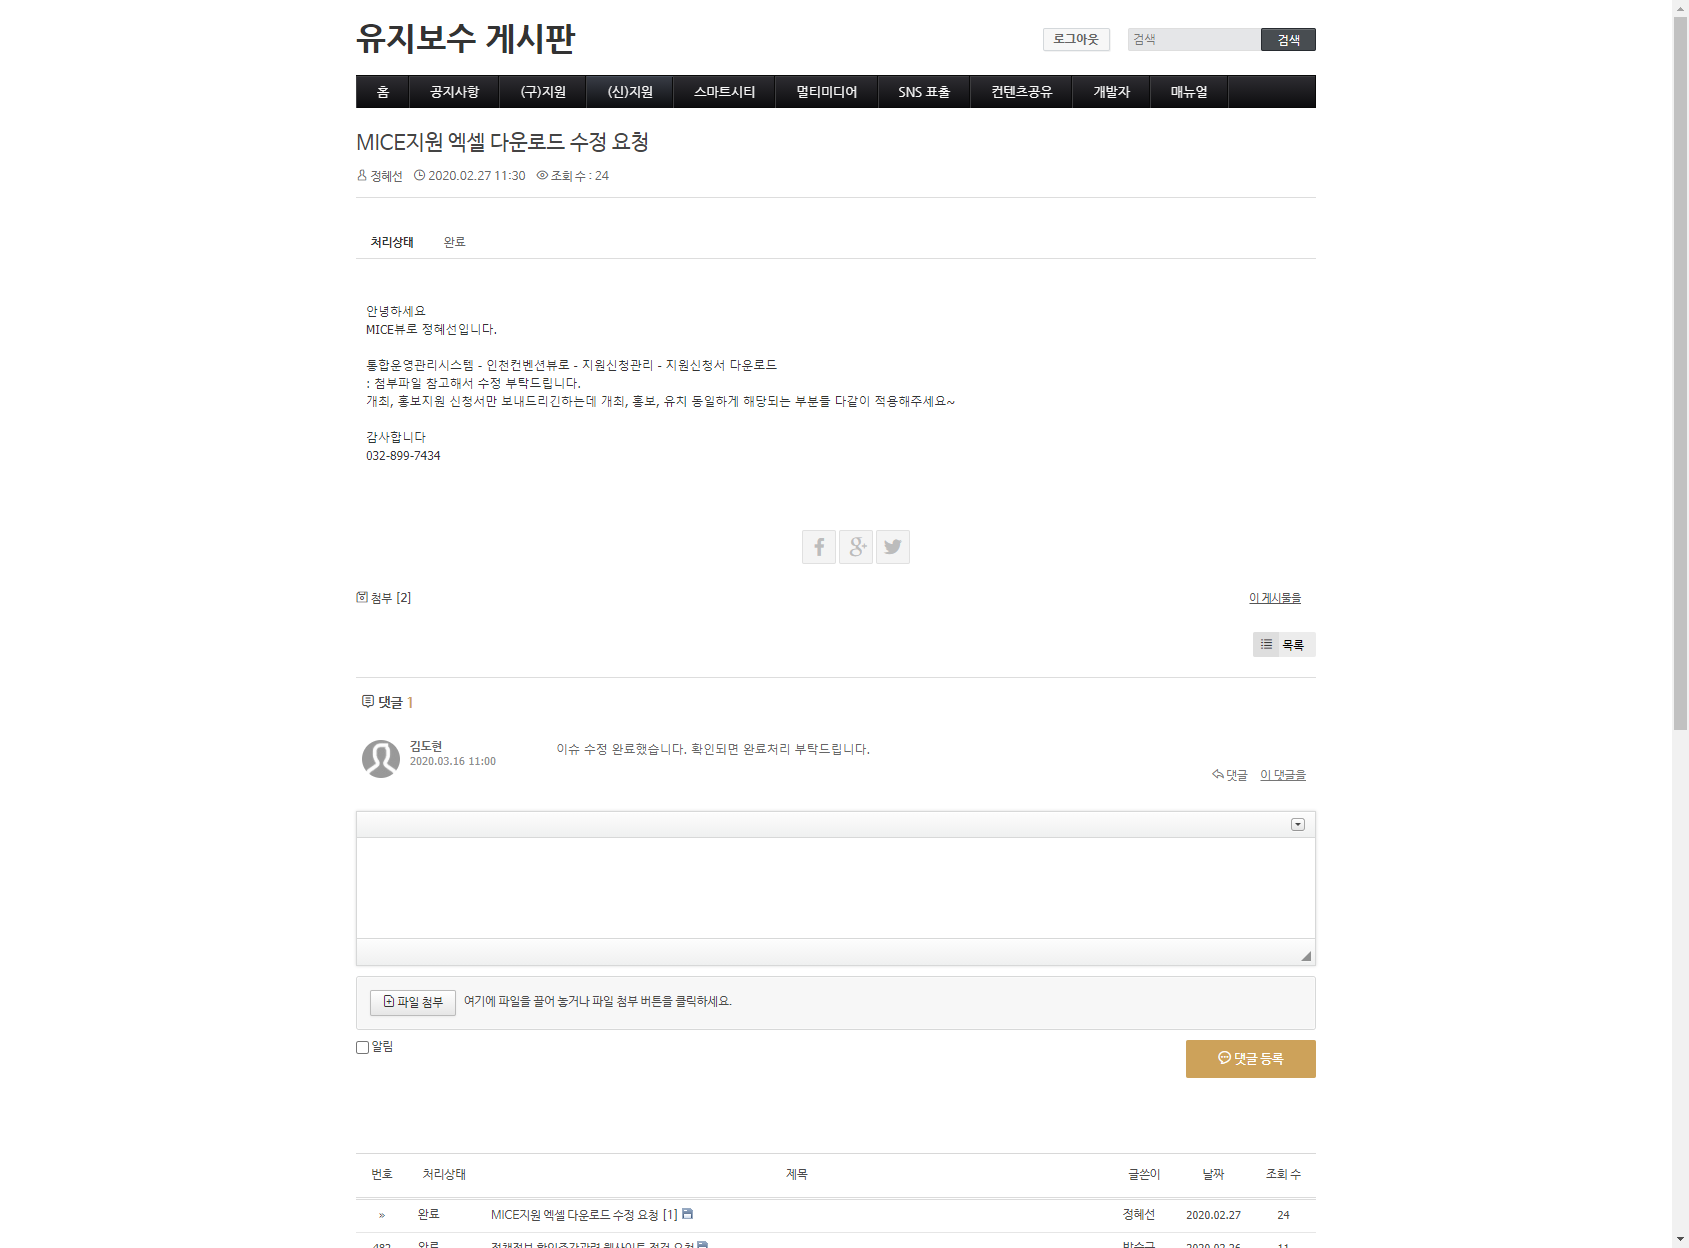 유지보수 게시판
로그아웃 검색 검색
홈 공지사항 (구)지원 (신)지원 스마트시티 멀티미디어 SNS 표출 컨텐츠공유 개발자 매뉴얼
MICE지원 엑셀 다운로드 수정 요청
정혜선 2020.02.27 11:30 조회 수 : 24
처리상태 완료
안녕하세요
MICE뷰로 정혜선입니다.
통합운영관리시스템 - 인천컨벤션뷰로 - 지원신청관리 - 지원신청서 다운로드
: 첨부파일 참고해서 수정 부탁드립니다.
개최, 홍보지원 신청서만 보내드리긴하는데 개최, 홍보, 유치 동일하게 해당되는 부분들 다같이 적용해주세요~
감사합니다
032-899-7434
첨부 [2] 이 게시물을
목록
댓글 1
김도현 이슈 수정 완료했습니다. 확인되면 완료처리 부탁드립니다.
2020.03.16 11:00
댓글 이 댓글을
파일 첨부 여기에 파일을 끌어 놓거나 파일 첨부 버튼을 클릭하세요.
알림
댓글 등록
번호 처리상태 제목 글쓴이 날짜 조회 수
» 완료 MICE지원 엑셀 다운로드 수정 요청 [1] 정혜선 2020.02.27 24
482 완료 2020.02.26 11